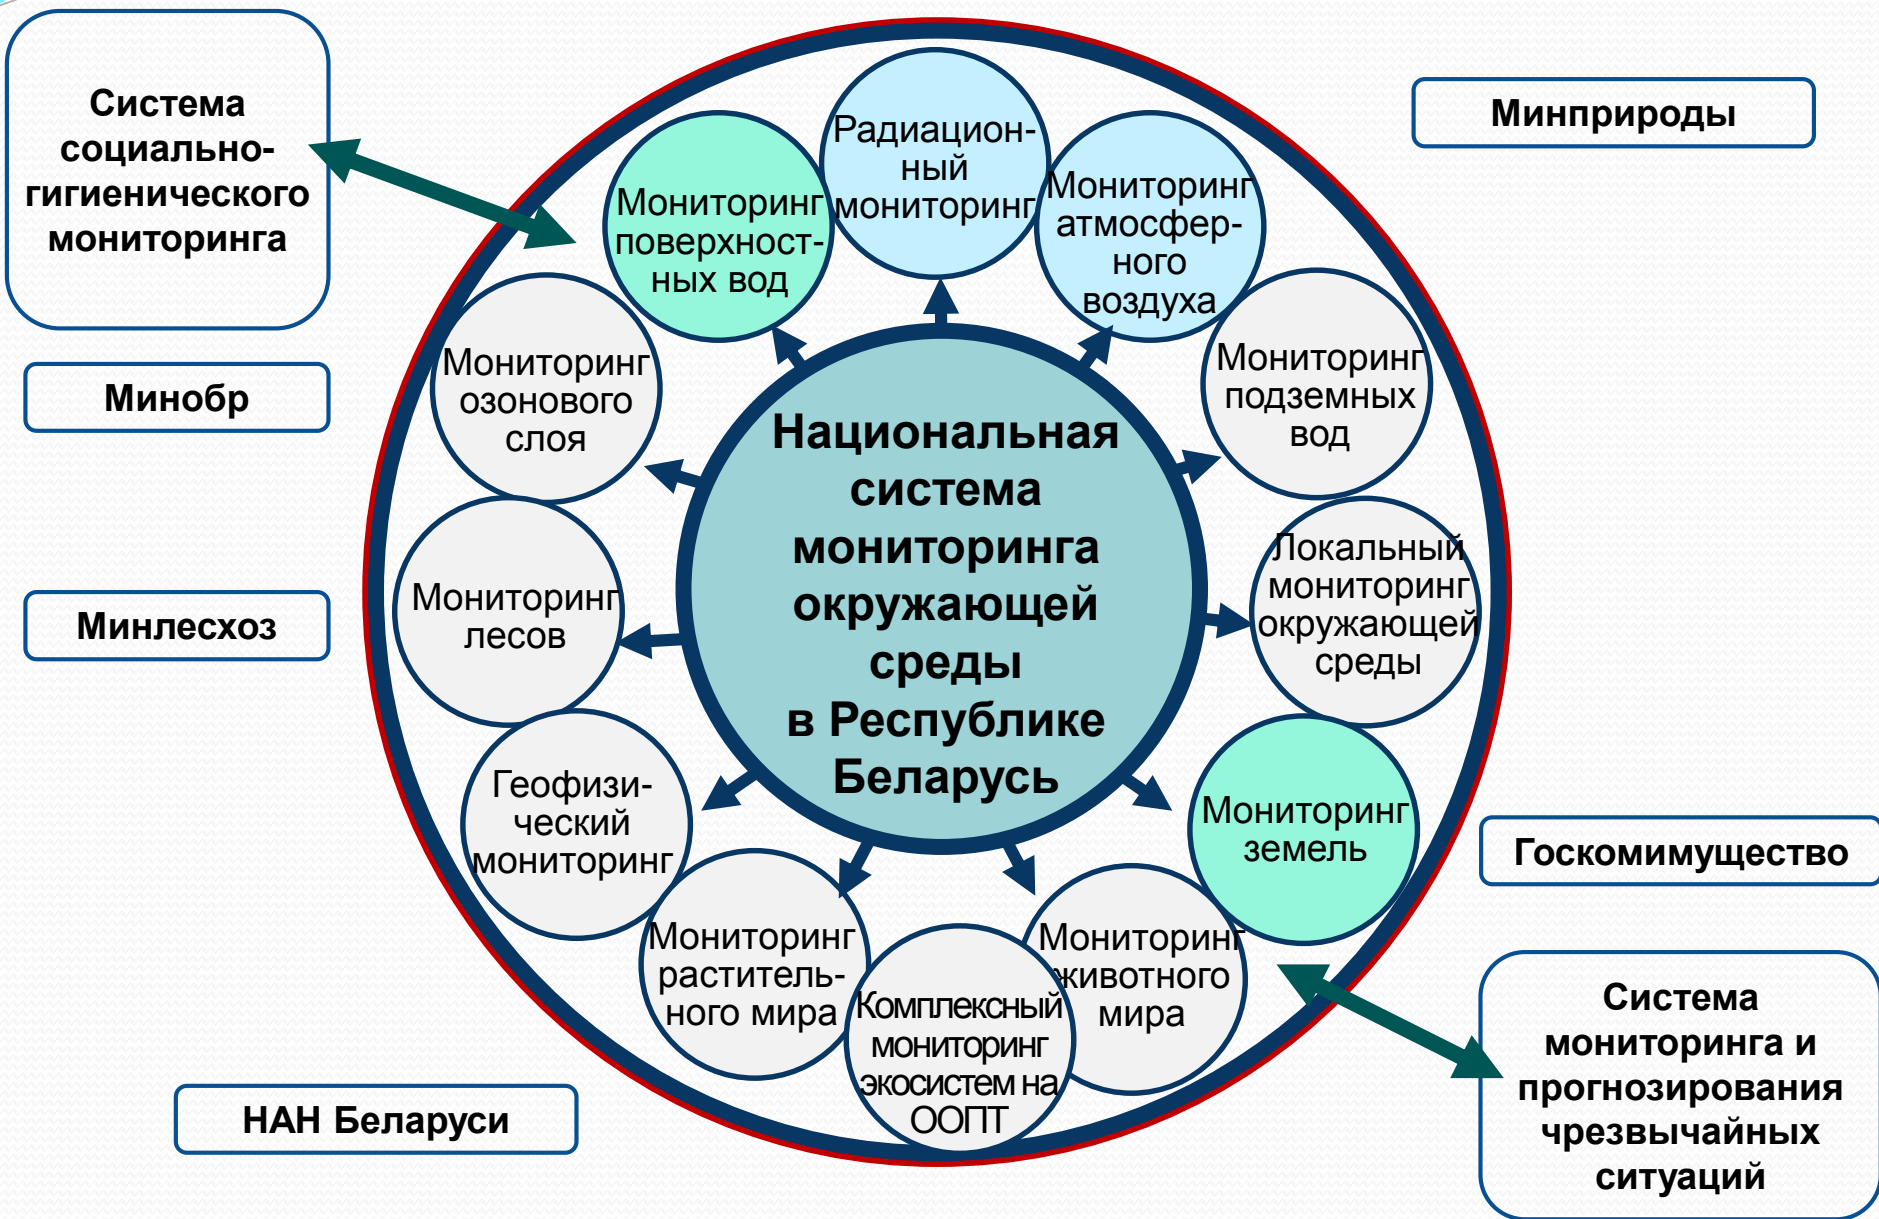 Система
социально-
гигиенического
мониторинга
Минприроды
Радиацион-
ный
мониторинг
Мониторинг
поверхност-
ных вод
Мониторинг
атмосфер-
ного
воздуха
Мониторинг
озонового
слоя
Мониторинг
подземных
вод
Минобр
Национальная
система
мониторинга
окружающей
среды
в Республике
Беларусь
Локальный
мониторинг
окружающей
среды
Мониторинг
лесов
Минлесхоз
Геофизи-
ческий
мониторинг
Мониторинг
земель
Госкомимущество
Мониторинг
раститель-
ного мира
Комплексный
мониторинг
экосистем на
ООПТ
Мониторинг
животного
мира
НАН Беларуси
Система
мониторинга и
прогнозирования
чрезвычайных
ситуаций